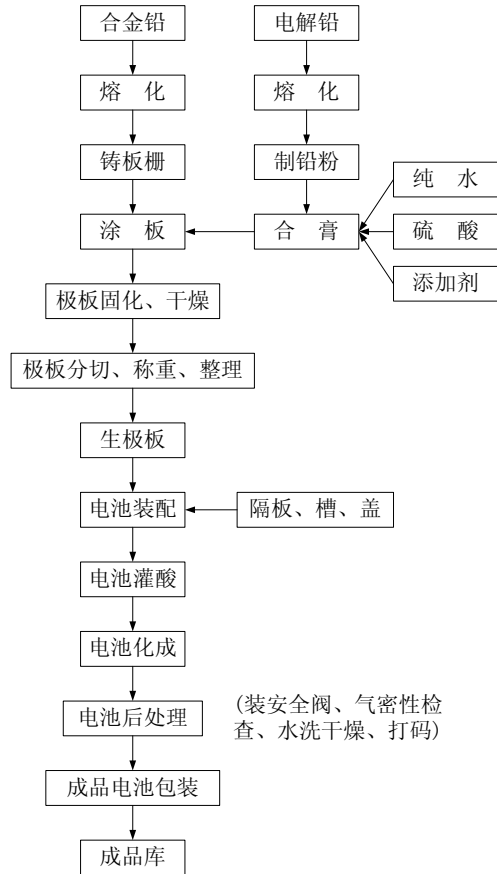 合金铅
电解铅
熔　化
熔　化
铸板栅
制铅粉
纯　水
涂　板
合　膏
硫　酸
添加剂
极板固化、干燥
极板分切、称重、整理
生极板
电池装配
隔板、槽、盖
电池灌酸
电池化成
电池后处理
(装安全阀、气密性检
查、水洗干燥、打码)
成品电池包装
成品库